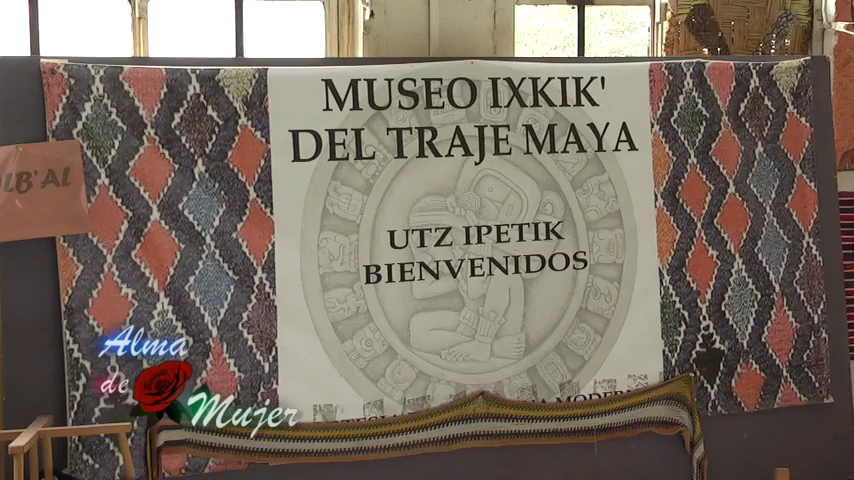 MUSEO IXKIK'
DEL TRAJE MAYA
UTZ IPETIK
BIENVENIDOS
LB'AL
Alma
de
Mujer